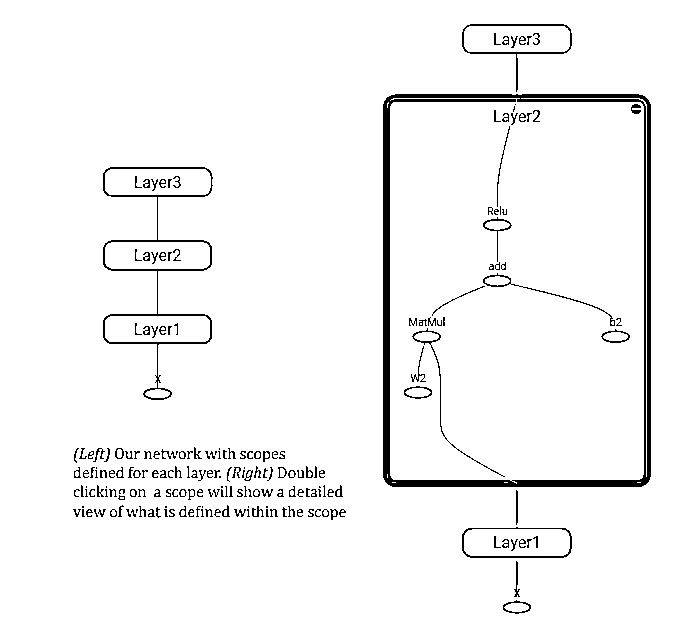 Layer3
Layer2
Layer1
x
(Left) Our network with scopes
defined for each layer. (Right) Double
clicking on a scope will show a detailed
view of what is defined within the scope
Layer3
Layer2
Relu
add
MatMul
b2
W2
Layer1
x